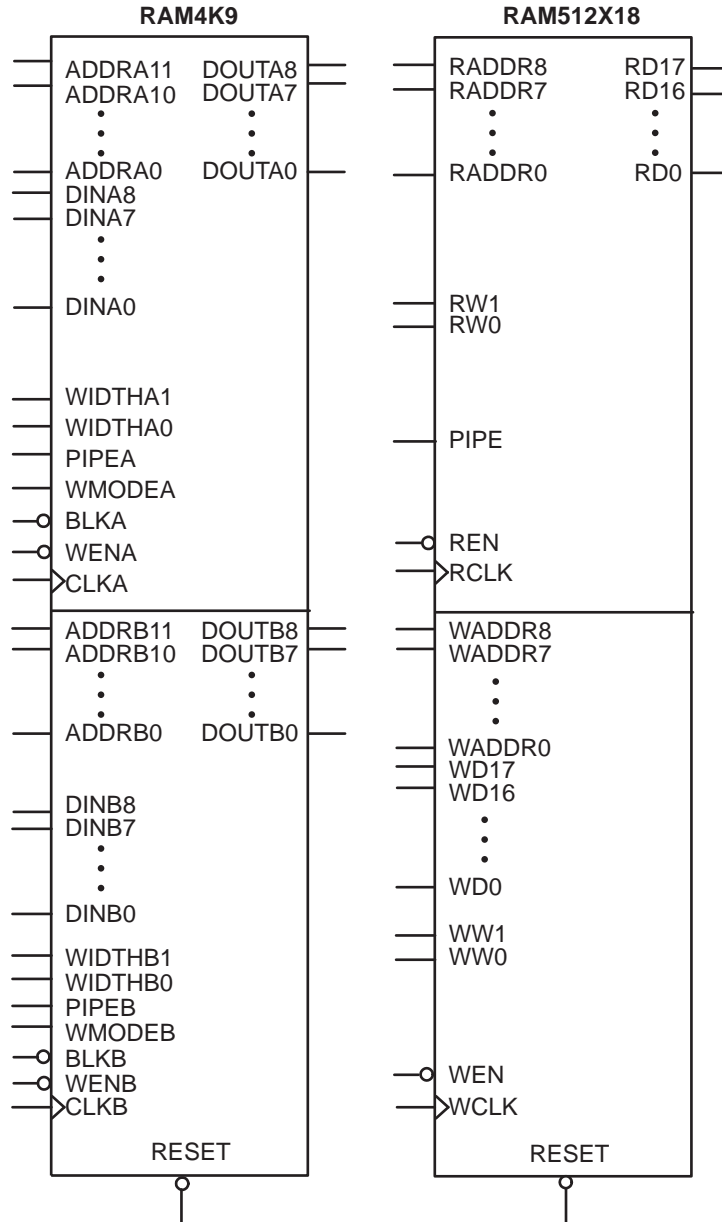 RAM4K9
ADDRA11 DOUTA8
ADDRA10 DOUTA7
ADDRA0 DOUTA0
DINA8
DINA7
DINA0
WIDTHA1
WIDTHA0
PIPEA
WMODEA
BLKA
WENA
CLKA
ADDRB11 DOUTB8
ADDRB10 DOUTB7
ADDRB0 DOUTB0
DINB8
DINB7
DINB0
WIDTHB1
WIDTHB0
PIPEB
WMODEB
BLKB
WENB
CLKB
RESET
RAM512X18
RADDR8 RD17
RADDR7 RD16
RADDR0 RD0
RW1
RW0
PIPE
REN
RCLK
WADDR8
WADDR7
WADDR0
WD17
WD16
WD0
WW1
WW0
WEN
WCLK
RESET